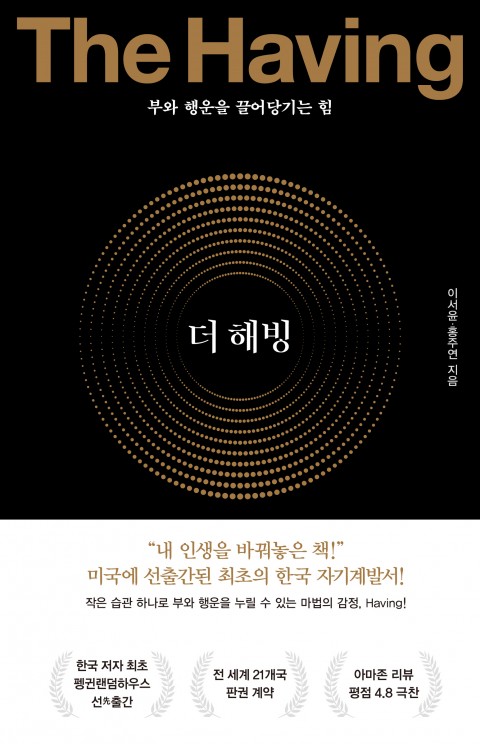 The Having
부와 행운을 끌어당기는 힘
더 해빙
이서윤·홍주연 지음
“내 인생을 바꿔놓은 책!”
미국에 선출간된 최초의 한국 자기계발서!
작은 습관 하나로 부와 행운을 누릴 수 있는 마법의 감정, Having!
한국 저자 최초
펭귄랜덤하우스
선先출간
전 세계 21개국
판권 계약
아마존 리뷰
평점 4.8 극찬